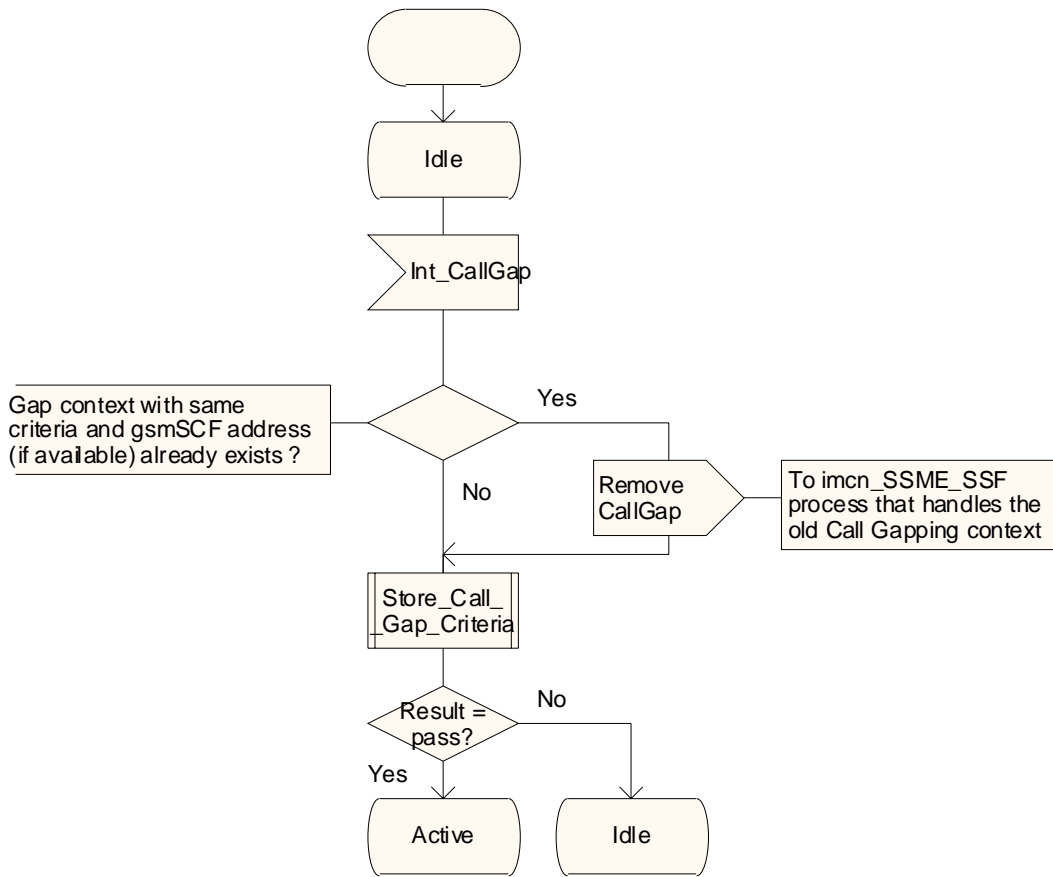 Idle
Int_CallGap
Gap context with same
criteria and gsmSCF address
(if available) already exists ?
Yes
No
Remove
CallGap
To imcn_SSME_SSF
process that handles the
old Call Gapping context
Store_Call_
_Gap_Criteria
Result =
pass?
No
Yes
Active
Idle